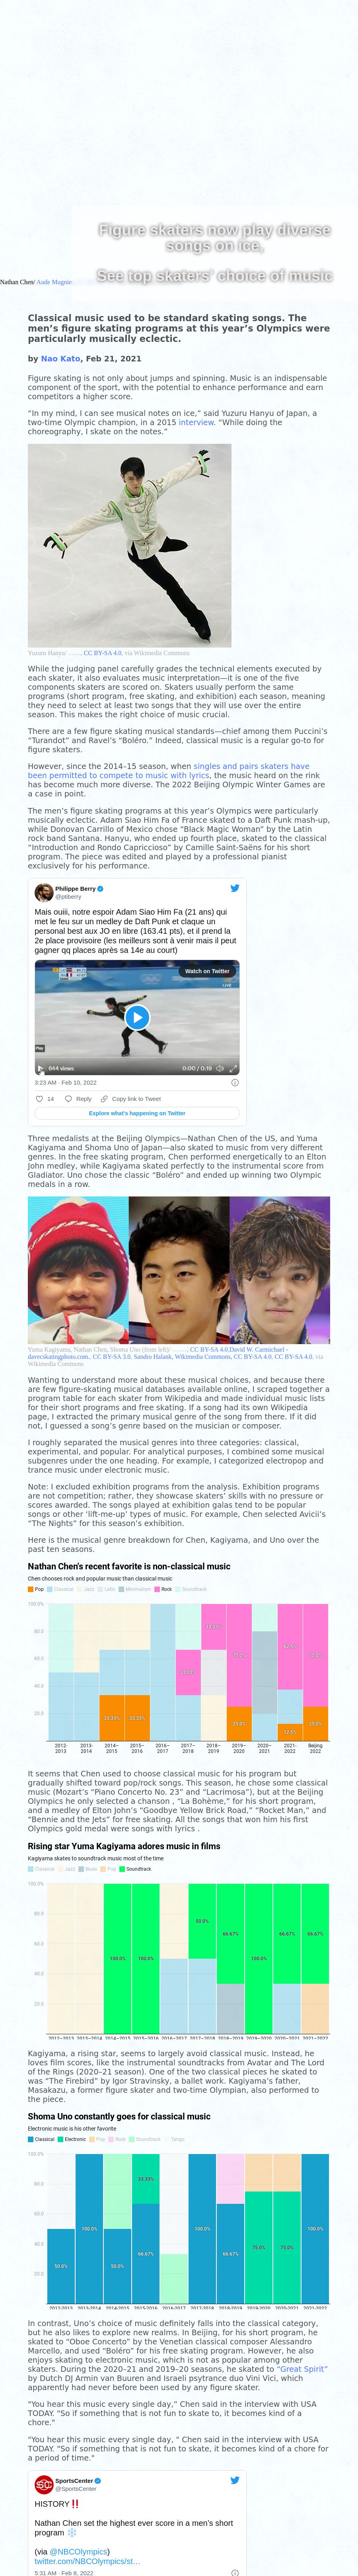 Figure skaters now play diverse
songs on ice,
See top skaters' choice of music
Nathan Chen/ Aude Magnie
Classical music used to be standard skating songs. The
men's figure skating programs at this year's Olympics were
particularly musically eclectic.
by Nao Kato, Feb 21, 2021
Figure skating is not only about jumps and spinning. Music is an indispensable
component of the sport, with the potential to enhance performance and earn
competitors a higher score.
"In my mind, I can see musical notes on ice," said Yuzuru Hanyu of Japan, a
two-time Olympic champion, in a 2015 interview. "While doing the
choreography, I skate on the notes."
Yuzuru Hanyu/ ……, CC BY-SA 4.0, via Wikimedia Commons
While the judging panel carefully grades the technical elements executed by
each skater, it also evaluates music interpretation—it is one of the five
components skaters are scored on. Skaters usually perform the same
programs (short program, free skating, and exhibition) each season, meaning
they need to select at least two songs that they will use over the entire
season. This makes the right choice of music crucial.
There are a few figure skating musical standards—chief among them Puccini's
"Turandot" and Ravel's "Boléro." Indeed, classical music is a regular go-to for
figure skaters.
However, since the 2014–15 season, when singles and pairs skaters have
been permitted to compete to music with lyrics, the music heard on the rink
has become much more diverse. The 2022 Beijing Olympic Winter Games are
a case in point.
The men's figure skating programs at this year's Olympics were particularly
musically eclectic. Adam Siao Him Fa of France skated to a Daft Punk mash-up,
while Donovan Carrillo of Mexico chose "Black Magic Woman" by the Latin
rock band Santana. Hanyu, who ended up fourth place, skated to the classical
"Introduction and Rondo Capriccioso" by Camille Saint-Saëns for his short
program. The piece was edited and played by a professional pianist
exclusively for his performance.
Philippe Berry
@ptiberry
Mais ouiii, notre espoir Adam Siao Him Fa (21 ans) qui
met le feu sur un medley de Daft Punk et claque un
personal best aux JO en libre (163.41 pts), et il prend la
2e place provisoire (les meilleurs sont à venir mais il peut
gagner qq places après sa 14e au court)
Watch on Twitter
LIVE
Play
644 views
0:00 / 0:19
3:23 AM · Feb 10, 2022
14 Reply Copy link to Tweet
Explore what's happening on Twitter
Three medalists at the Beijing Olympics—Nathan Chen of the US, and Yuma
Kagiyama and Shoma Uno of Japan—also skated to music from very different
genres. In the free skating program, Chen performed energetically to an Elton
John medley, while Kagiyama skated perfectly to the instrumental score from
Gladiator. Uno chose the classic "Boléro" and ended up winning two Olympic
medals in a row.
Yuma Kagiyama, Nathan Chen, Shoma Uno (from left)/ ……, CC BY-SA 4.0,David W. Carmichael -
davecskatingphoto.com., CC BY-SA 3.0, Sandro Halank, Wikimedia Commons, CC BY-SA 4.0, CC BY-SA 4.0, via
Wikimedia Commons
Wanting to understand more about these musical choices, and because there
are few figure-skating musical databases available online, I scraped together a
program table for each skater from Wikipedia and made individual music lists
for their short program and free skating. If a song had its own Wikipedia
page, I extracted the primary musical genre of the song from there. If it did
not, I guessed a song's genre based on the musician or composer.
I roughly separated the musical genres into three categories: classical,
experimental, and popular. For analytical purposes, I combined some musical
subgenres under the one heading. For example, I categorized electropop and
trance music under electronic music.
Note: I excluded exhibition programs from the analysis. Exhibition programs
are not competition; rather, they showcase skaters' skills with no pressure or
scores awarded. The songs played at exhibition galas tend to be popular
songs or other 'lift-me-up' types of music. For example, Chen selected Avicii's
"The Nights" for this season's exhibition.
Here is the musical genre breakdown for Chen, Kagiyama, and Uno over the
past ten seasons.
Nathan Chen's recent favorite is non-classical music
Chen chooses rock and popular music than classical music
Pop Classical Jazz Latin Minimalism Rock Soundtrack
100.0%
80.0
60.0
40.0
20.0
33.33% 33.33% 33.33% 33.33% 75.0% 25.0% 62.5% 12.5% 75.0% 25.0%
2012- 2013- 2014– 2015– 2016– 2017– 2018– 2019– 2020– 2021- Beijing
2013 2014 2015 2016 2017 2018 2019 2020 2021 2022 2022
It seems that Chen used to choose classical music for his program but
gradually shifted toward pop/rock songs. This season, he chose some classical
music (Mozart's "Piano Concerto No. 23" and "Lacrimosa"), but at the Beijing
Olympics he only selected a chanson , "La Bohème," for his short program,
and a medley of Elton John's "Goodbye Yellow Brick Road," "Rocket Man," and
"Bennie and the Jets" for free skating. All the songs that won him his first
Olympics gold medal were songs with lyrics .
Rising star Yuma Kagiyama adores music in films
Kagiyama skates to soundtrack music most of the time
Classical Jazz Blues Pop Soundtrack
100.0%
80.0
60.0
40.0
20.0
100.0% 100.0% 50.0% 66.67% 100.0% 66.67% 66.67%
2012–2013 2013–2014 2014–2015 2015–2016 2016–2017 2017–2018 2018–2019 2019–2020 2020–2021 2021–2022
Kagiyama, a rising star, seems to largely avoid classical music. Instead, he
loves film scores, like the instrumental soundtracks from Avatar and The Lord
of the Rings (2020–21 season). One of the two classical pieces he skated to
was "The Firebird" by Igor Stravinsky, a ballet work. Kagiyama's father,
Masakazu, a former figure skater and two-time Olympian, also performed to
the piece.
Shoma Uno constantly goes for classical music
Electronic music is his other favorite
Classical Electronic Pop Rock Soundtrack Tango
100.0%
80.0
60.0
40.0
20.0
50.0% 100.0% 50.0% 33.33% 66.67% 100.0% 66.67% 75.0% 75.0% 100.0%
2012-2013 2013-2014 2014-2015 2015-2016 2016-2017 2017-2018 2018-2019 2019-2020 2020-2021 2021-2022
In contrast, Uno's choice of music definitely falls into the classical category,
but he also likes to explore new realms. In Beijing, for his short program, he
skated to "Oboe Concerto" by the Venetian classical composer Alessandro
Marcello, and used "Boléro" for his free skating program. However, he also
enjoys skating to electronic music, which is not as popular among other
skaters. During the 2020–21 and 2019–20 seasons, he skated to "Great Spirit"
by Dutch DJ Armin van Buuren and Israeli psytrance duo Vini Vici, which
apparently had never before been used by any figure skater.
"You hear this music every single day," Chen said in the interview with USA
TODAY. "So if something that is not fun to skate to, it becomes kind of a
chore."
"You hear this music every single day, " Chen said in the interview with USA
TODAY. "So if something that is not fun to skate, it becomes kind of a chore for
a period of time."
SportsCenter
@SportsCenter
HISTORY‼️
Nathan Chen set the highest ever score in a men's short
program ❄️
(via @NBCOlympics)
twitter.com/NBCOlympics/st…
5:31 AM · Feb 8, 2022